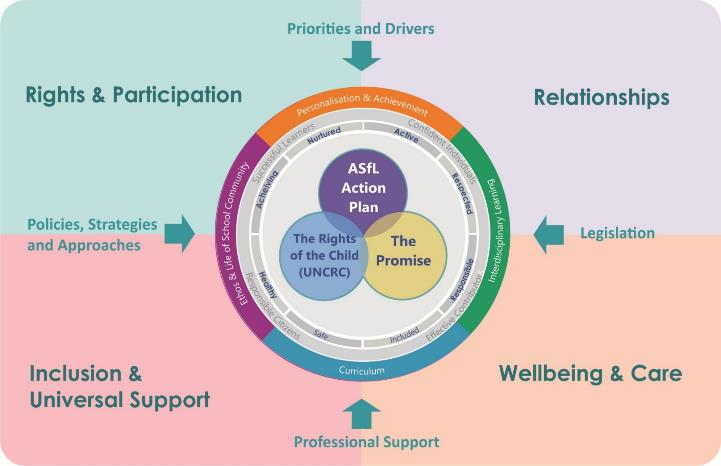 Priorities and Drivers
Rights & Participation
Relationships
Personalisation & Achievement
Successful Learners
Confident Individuals
Nurtured
Active
Acheiving
Respected
Ethos & Life of School Community
Interdisciplinary Learning
ASfL
Action
Plan
Policies, Strategies
and Approaches
Legislation
The Rights
of the Child
(UNCRC)
The
Promise
Healthy
Responsible
Responsible Citizens
Effective Contributor
Safe
Included
Curriculum
Inclusion &
Universal Support
Wellbeing & Care
Professional Support